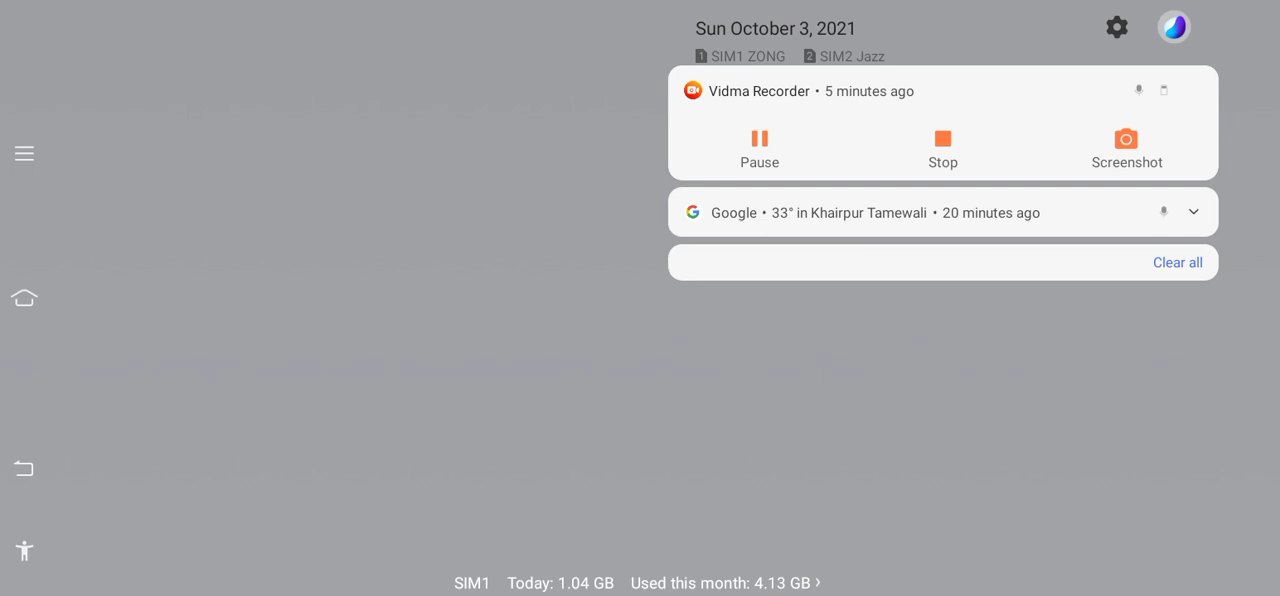 Sun October 3, 2021
1 SIM1 ZONG 2 SIM2 Jazz
Vidma Recorder • 5 minutes ago
Pause Stop Screenshot
Google • 33° in Khairpur Tamewali • 20 minutes ago
Clear all
SIM1 Today: 1.04 GB Used this month: 4.13 GB ›